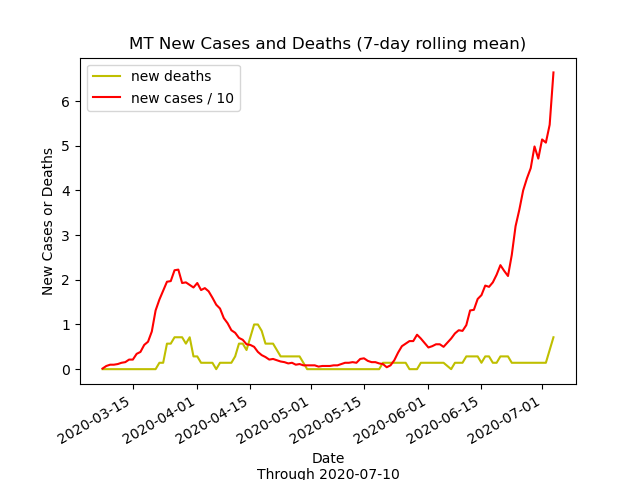 MT New Cases and Deaths (7-day rolling mean)
new deaths
new cases / 10
New Cases or Deaths
6
5
4
3
2
1
0
2020-03-15
2020-04-01
2020-04-15
2020-05-01
2020-05-15
2020-06-01
2020-06-15
2020-07-01
Date
Through 2020-07-10